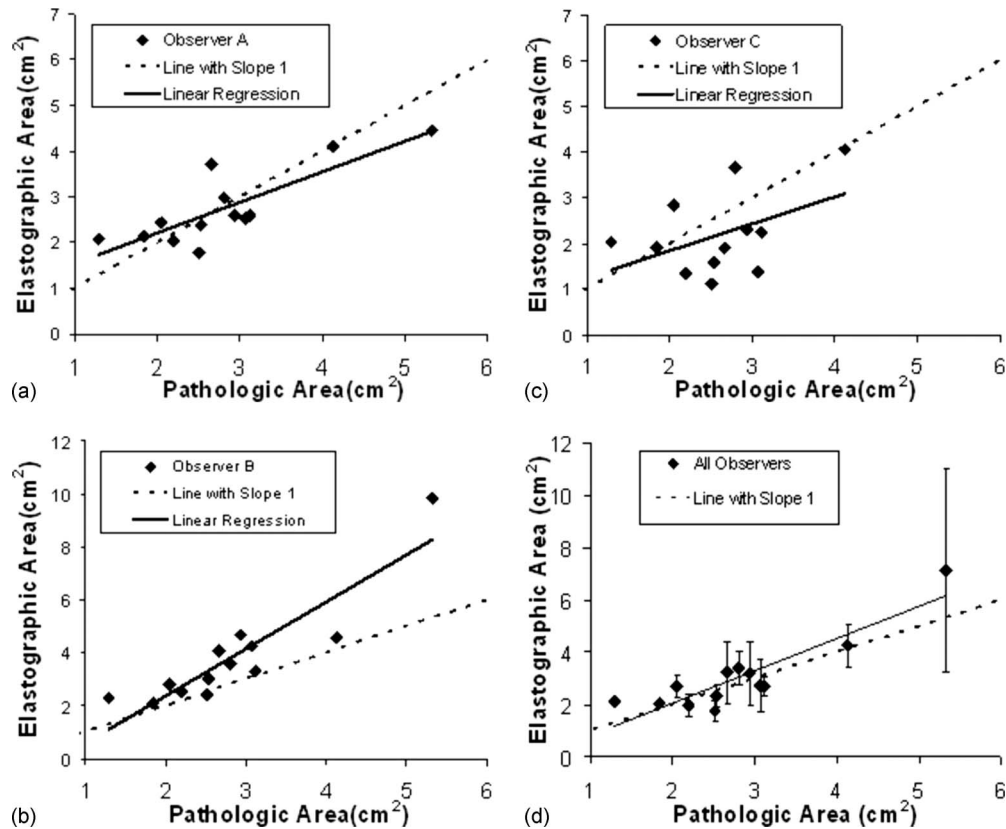 7
6
5
4
3
2
1
0
Elastographic Area(cm²)
Observer A
Line with Slope 1
Linear Regression
1 2 3 4 5 6
Pathologic Area(cm²)
(a)
7
6
5
4
3
2
1
0
Elastographic Area(cm²)
Observer C
Line with Slope 1
Linear Regression
1 2 3 4 5 6
Pathologic Area(cm²)
(c)
12
10
8
6
4
2
0
Elastographic Area(cm²)
Observer B
Line with Slope 1
Linear Regression
1 2 3 4 5 6
Pathologic Area(cm²)
(b)
12
10
8
6
4
2
0
Elastographic Area (cm²)
All Observers
Line with Slope 1
1 2 3 4 5 6
Pathologic Area (cm²)
(d)